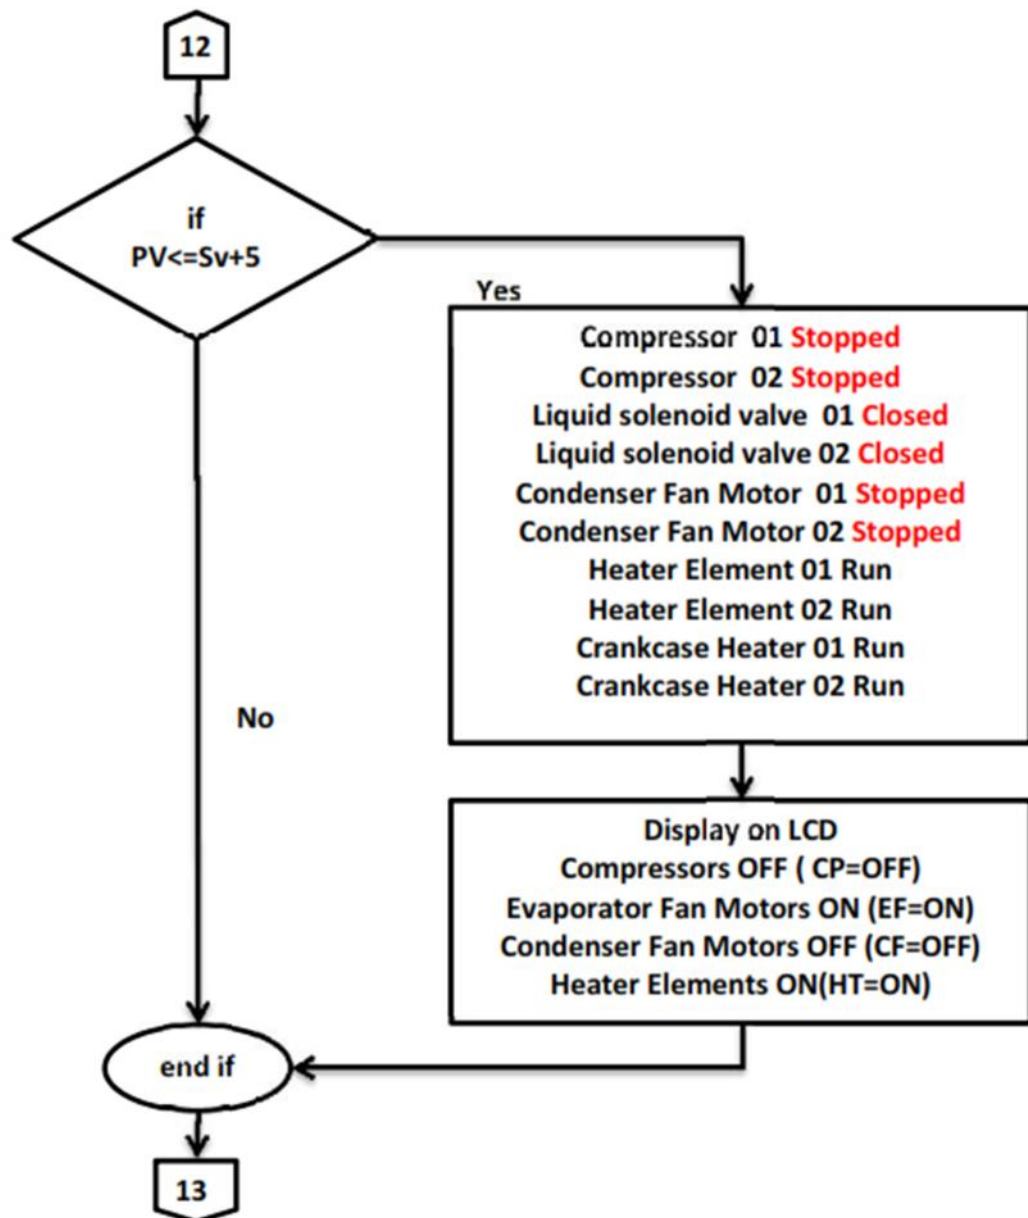 12
if
PV<=Sv+5
Yes
Compressor 01 Stopped
Compressor 02 Stopped
Liquid solenoid valve 01 Closed
Liquid solenoid valve 02 Closed
Condenser Fan Motor 01 Stopped
Condenser Fan Motor 02 Stopped
Heater Element 01 Run
Heater Element 02 Run
Crankcase Heater 01 Run
Crankcase Heater 02 Run
No
Display on LCD
Compressors OFF ( CP=OFF)
Evaporator Fan Motors ON (EF=ON)
Condenser Fan Motors OFF (CF=OFF)
Heater Elements ON(HT=ON)
end if
13